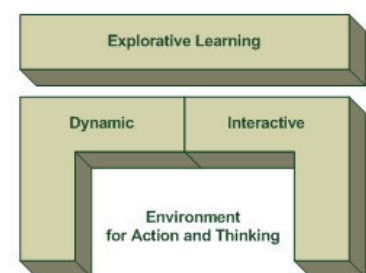 Explorative Learning
Dynamic
Interactive
Environment
for Action and Thinking